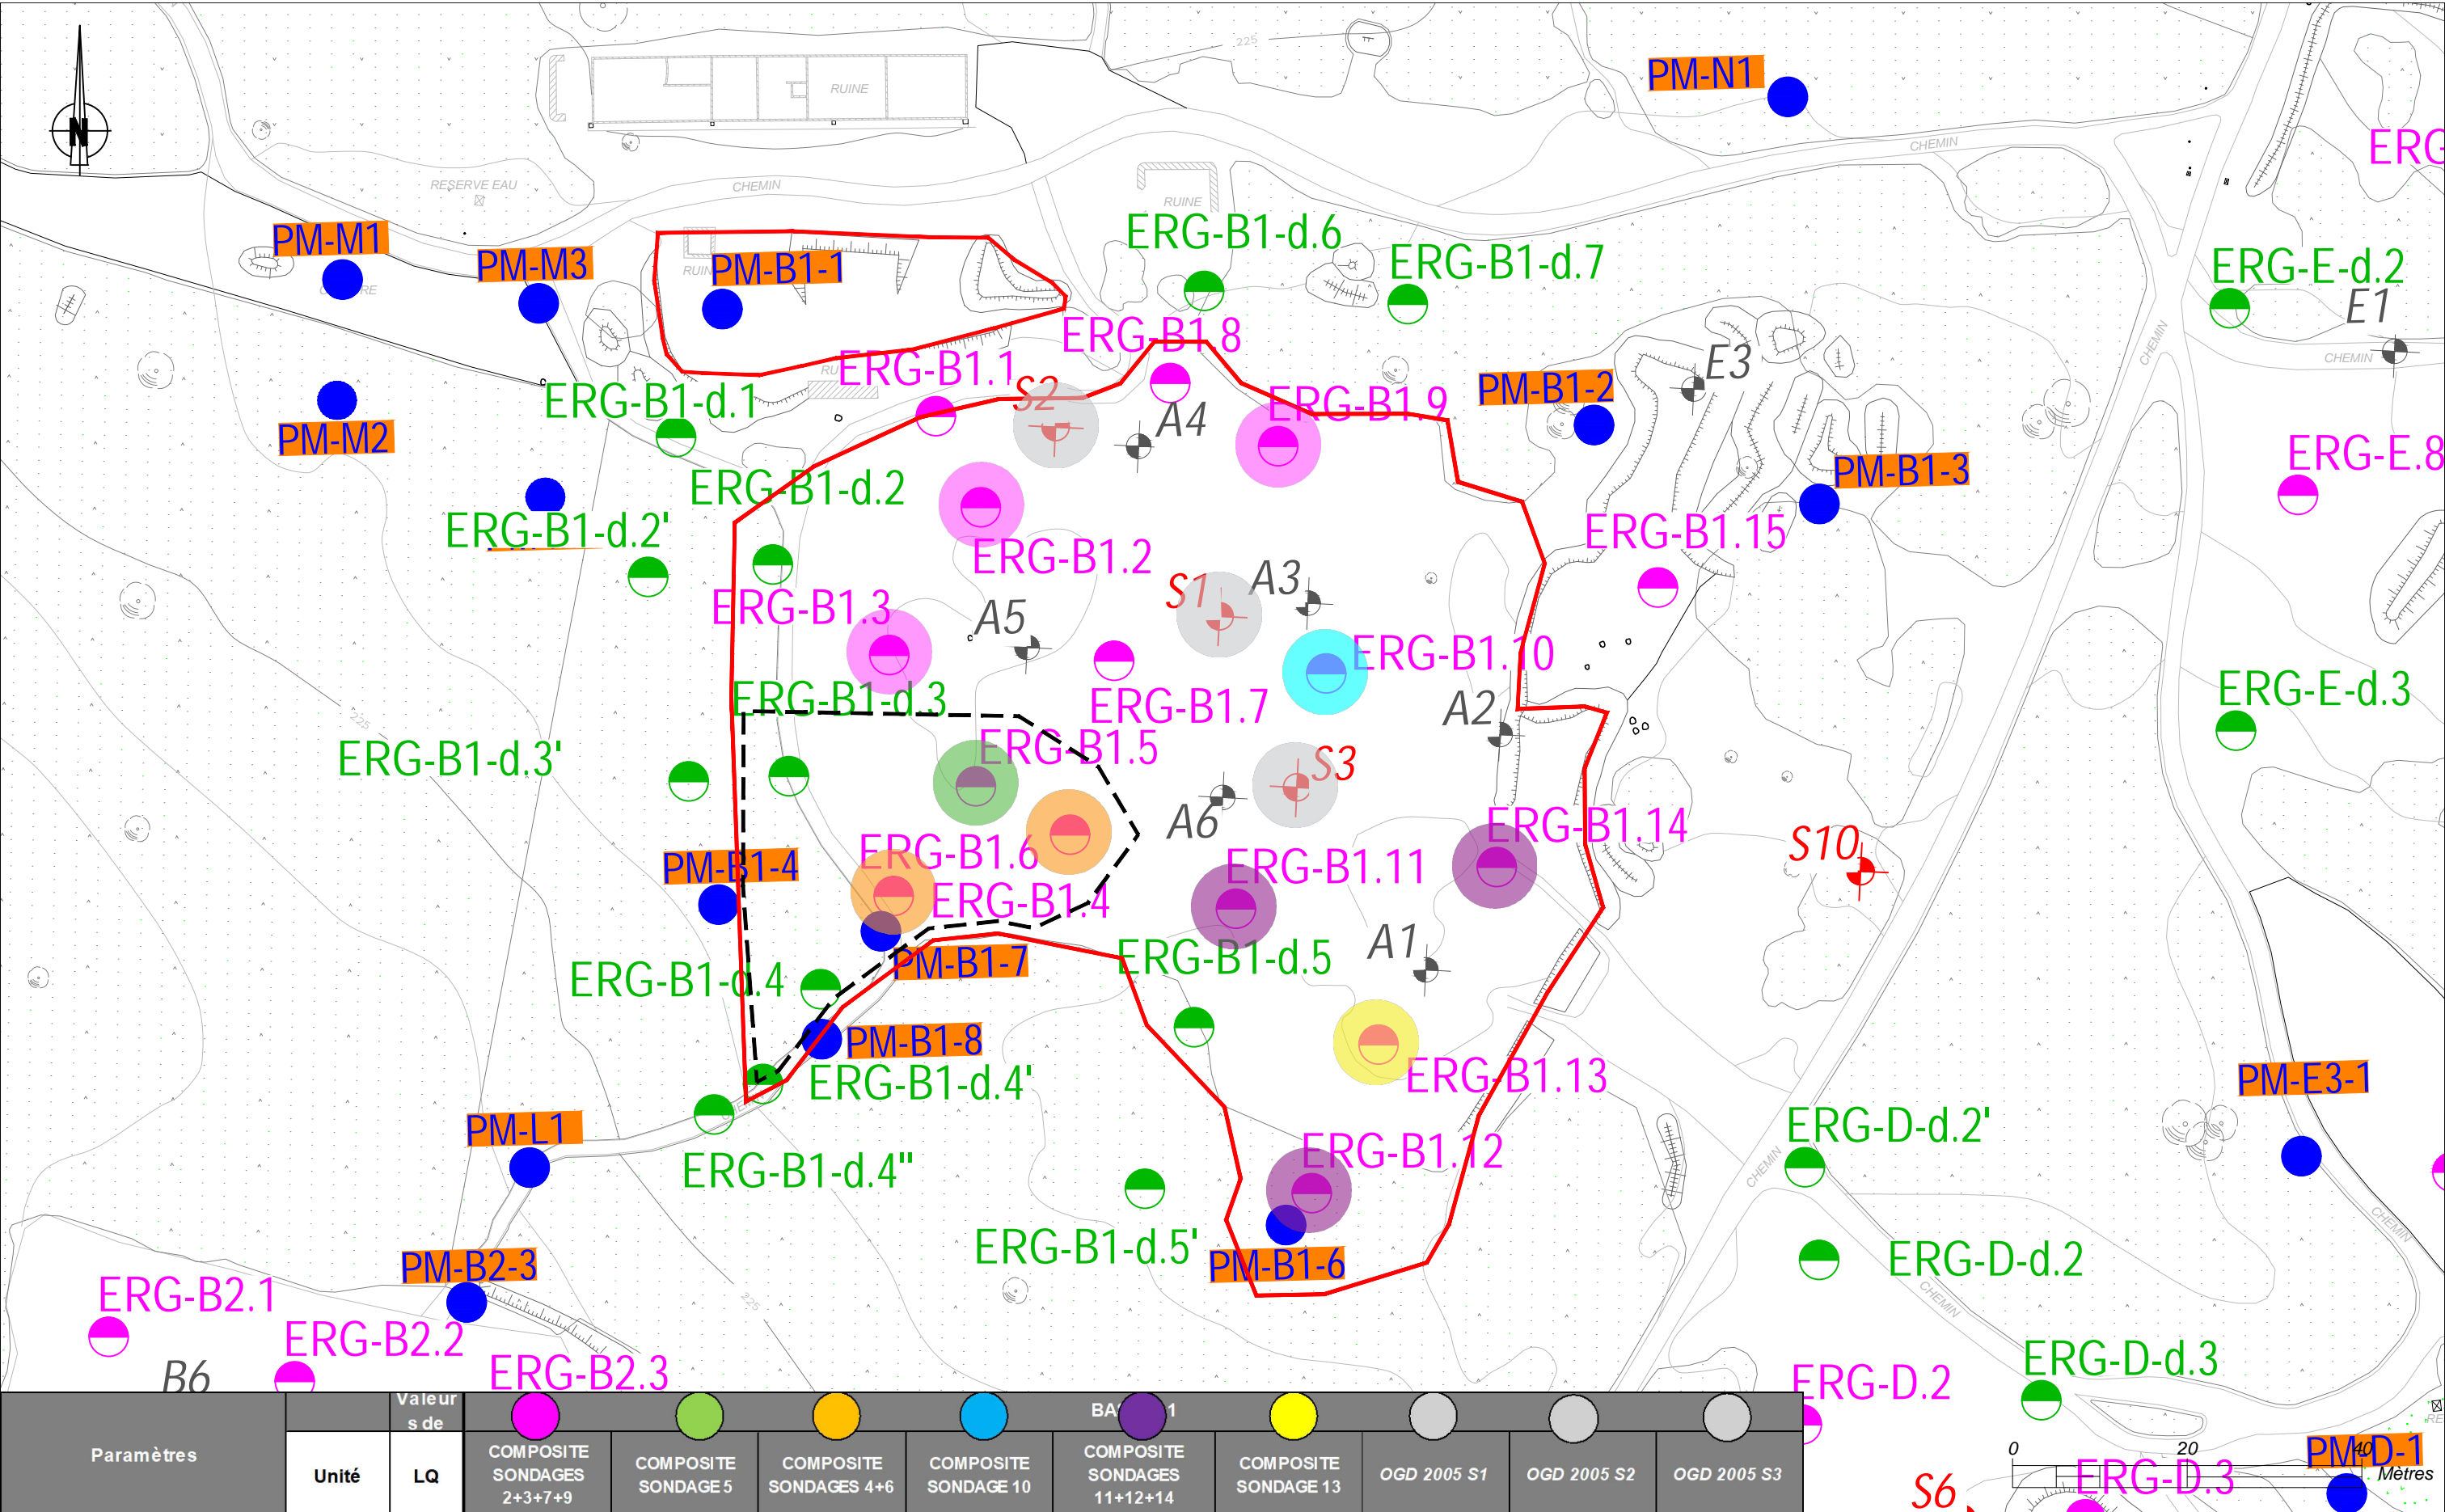 225
PM-N1
RUINE
CHEMIN
ERG
N
RESERVE EAU
CHEMIN
RUINE
PM-M1
PM-M3
PM-B1-1
ERG-B1-d.6
ERG-B1-d.7
ERG-E-d.2
E1
ERG-B1.8
CHEMIN
CHEMIN
ERG-B1.1
S2
E3
PM-B1-2
ERG-B1-d.1
ERG-B1.9
A4
PM-M2
ERG-E.8
PM-B1-3
ERG-B1-d.2
ERG-B1-d.2'
ERG-B1.15
ERG-B1.2
S1
A3
ERG-B1.3
A5
ERG-B1.10
ERG-B1-d.3
ERG-B1.7
A2
ERG-E-d.3
225
ERG-B1-d.3'
ERG-B1.5
S3
A6
ERG-B1.14
S10
ERG-B1.6
PM-B1-4
ERG-B1.11
ERG-B1.4
A1
PM-B1-7
ERG-B1-d.5
ERG-B1-d.4
PM-B1-8
ERG-B1-d.4'
ERG-B1.13
PM-E3-1
PM-L1
ERG-D-d.2'
ERG-B1.12
ERG-B1-d.4"
CHEMIN
CHEMIN
ERG-B1-d.5'
PM-B1-6
ERG-D-d.2
PM-B2-3
ERG-B2.1
225
CHEMIN
ERG-B2.2
ERG-B2.3
B6
ERG-D-d.3
ERG-D.2
Paramètres
Valeur
s de
Unité
LQ
COMPOSITE
SONDAGES
2+3+7+9
COMPOSITE
SONDAGE 5
COMPOSITE
SONDAGES 4+6
COMPOSITE
SONDAGE 10
COMPOSITE
SONDAGES
11+12+14
COMPOSITE
SONDAGE 13
OGD 2005 S1
OGD 2005 S2
OGD 2005 S3
0 20 40
Mètres
PM-D-1
ERG-D.3
S6